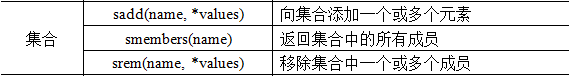 集合
sadd(name, *values) 向集合添加一个或多个元素
smembers(name) 返回集合中的所有成员
srem(name, *values) 移除集合中一个或多个成员